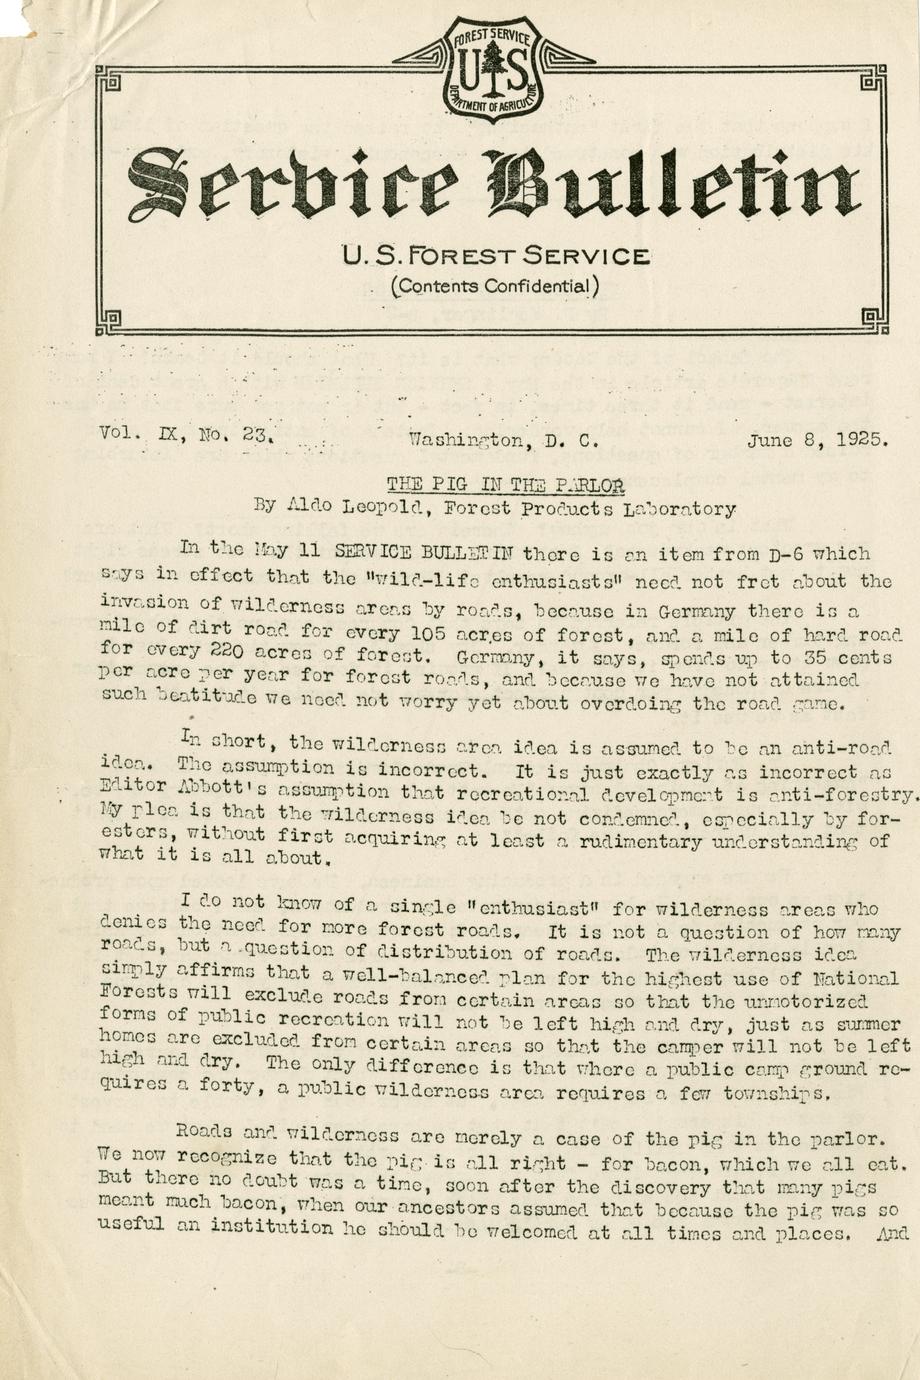 FOREST SERVICE
U S
DEPARTMENT OF AGRICULTURE
Service Bulletin
U. S. FOREST SERVICE
(Contents Confidential)
Vol. IX, No. 23.
Washington, D. C.
June 8, 1925.
THE PIG IN THE PARLOR
By Aldo Leopold, Forest Products Laboratory
In the May 11 SERVICE BULLETIN there is an item from D-6 which
says in effect that the "wild-life enthusiasts" need not fret about the
invasion of wilderness areas by roads, because in Germany there is a
mile of dirt road for every 105 acres of forest, and a mile of hard road
for every 220 acres of forest. Germany, it says, spends up to 35 cents
per acre per year for forest roads, and because we have not attained
such beatitude we need not worry yet about overdoing the road game.
In short, the wilderness area idea is assumed to be an anti-road
idea. The assumption is incorrect. It is just exactly as incorrect as
Editor Abbott's assumption that recreational development is anti-forestry.
My plea is that the wilderness idea be not condemned, especially by for-
esters, without first acquiring at least a rudimentary understanding of
what it is all about.
I do not know of a single "enthusiast" for wilderness areas who
denies the need for more forest roads. It is not a question of how many
roads, but a question of distribution of roads. The wilderness idea
simply affirms that a well-balanced plan for the highest use of National
Forests will exclude roads from certain areas so that the unmotorized
forms of public recreation will not be left high and dry, just as summer
homes are excluded from certain areas so that the camper will not be left
high and dry. The only difference is that where a public camp ground re-
quires a forty, a public wilderness area requires a few townships.
Roads and wilderness are merely a case of the pig in the parlor.
We now recognize that the pig is all right - for bacon, which we all eat.
But there no doubt was a time, soon after the discovery that many pigs
meant much bacon, when our ancestors assumed that because the pig was so
useful an institution he should be welcomed at all times and places. And